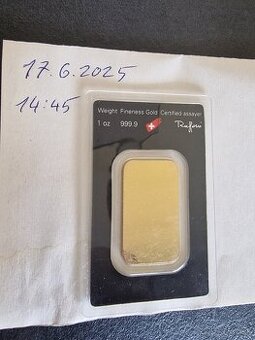 17.6.2025
14:45
Weight Fineness Gold Certified assayer
1 oz 999.9